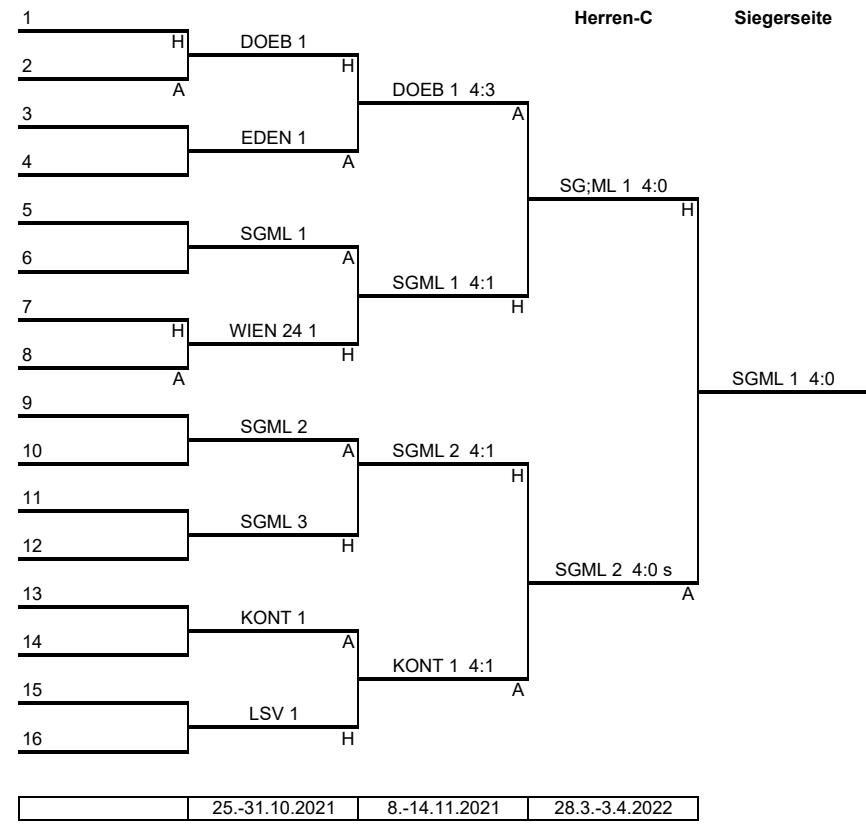 1 Herren-C Siegerseite
H DOEB 1
2 H
A DOEB 1 4:3
3 A
EDEN 1
4 A
SG;ML 1 4:0
5 H
SGML 1
6 A
SGML 1 4:1
7 H
H WIEN 24 1
8 H
A SGML 1 4:0
9
SGML 2
10 A SGML 2 4:1
H
11
SGML 3
12 H
SGML 2 4:0 s
13 A
KONT 1
14 A
KONT 1 4:1
15 A
LSV 1
16 H
25.-31.10.2021 8.-14.11.2021 28.3.-3.4.2022